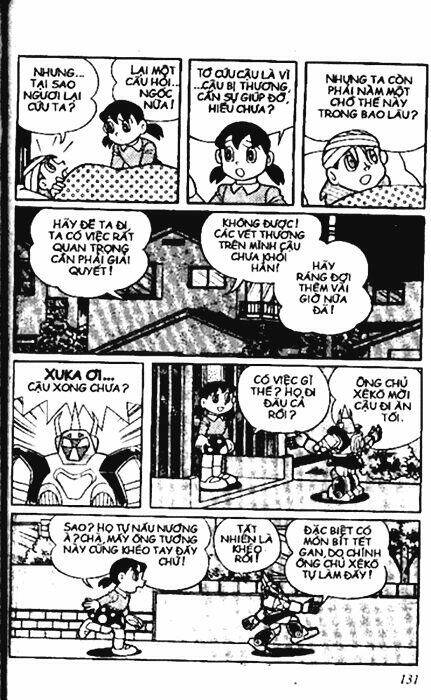 NHƯNG...
TẠI SAO
NGƯƠI LẠI
CỨU TA?
LẠI MỘT
CÂU HỎI
NGỐC
NỮA!
TỚ CỨU CẬU LÀ VÌ
...CẬU BỊ THƯƠNG,
CẦN SỰ GIÚP ĐỠ,
HIỂU CHƯA?
NHƯNG TA CÒN
PHẢI NẰM MỘT
CHỖ THẾ NÀY
TRONG BAO LÂU?
HÃY ĐỂ TA ĐI,
TA CÓ VIỆC RẤT
QUAN TRỌNG
CẦN PHẢI GIẢI
QUYẾT!
KHÔNG ĐƯỢC!
CÁC VẾT THƯƠNG
TRÊN MÌNH CẬU
CHƯA KHỎI
HẲN!
HÃY
RÁNG ĐỢI
THÊM VÀI
GIỜ NỮA
ĐÃ!
XUKA ƠI...
CẬU XONG CHƯA?
CÓ VIỆC GÌ
THẾ? HỌ ĐI
ĐÂU CẢ
RỒI?
ÔNG CHỦ
XÊKÔ MỜI
CẬU ĐI ĂN
TỐI.
SAO? HỌ TỰ NẤU NƯỚNG
À? CHÀ, MẤY ÔNG TƯỚNG
NÀY CŨNG KHÉO TAY ĐẤY
CHỨ!
TẤT
NHIÊN LÀ
KHÉO
RỒI!
ĐẶC BIỆT CÓ
MÓN BÍT TẾT
GAN, DO CHÍNH
ÔNG CHỦ XÊKÔ
TỰ LÀM ĐẤY!
131